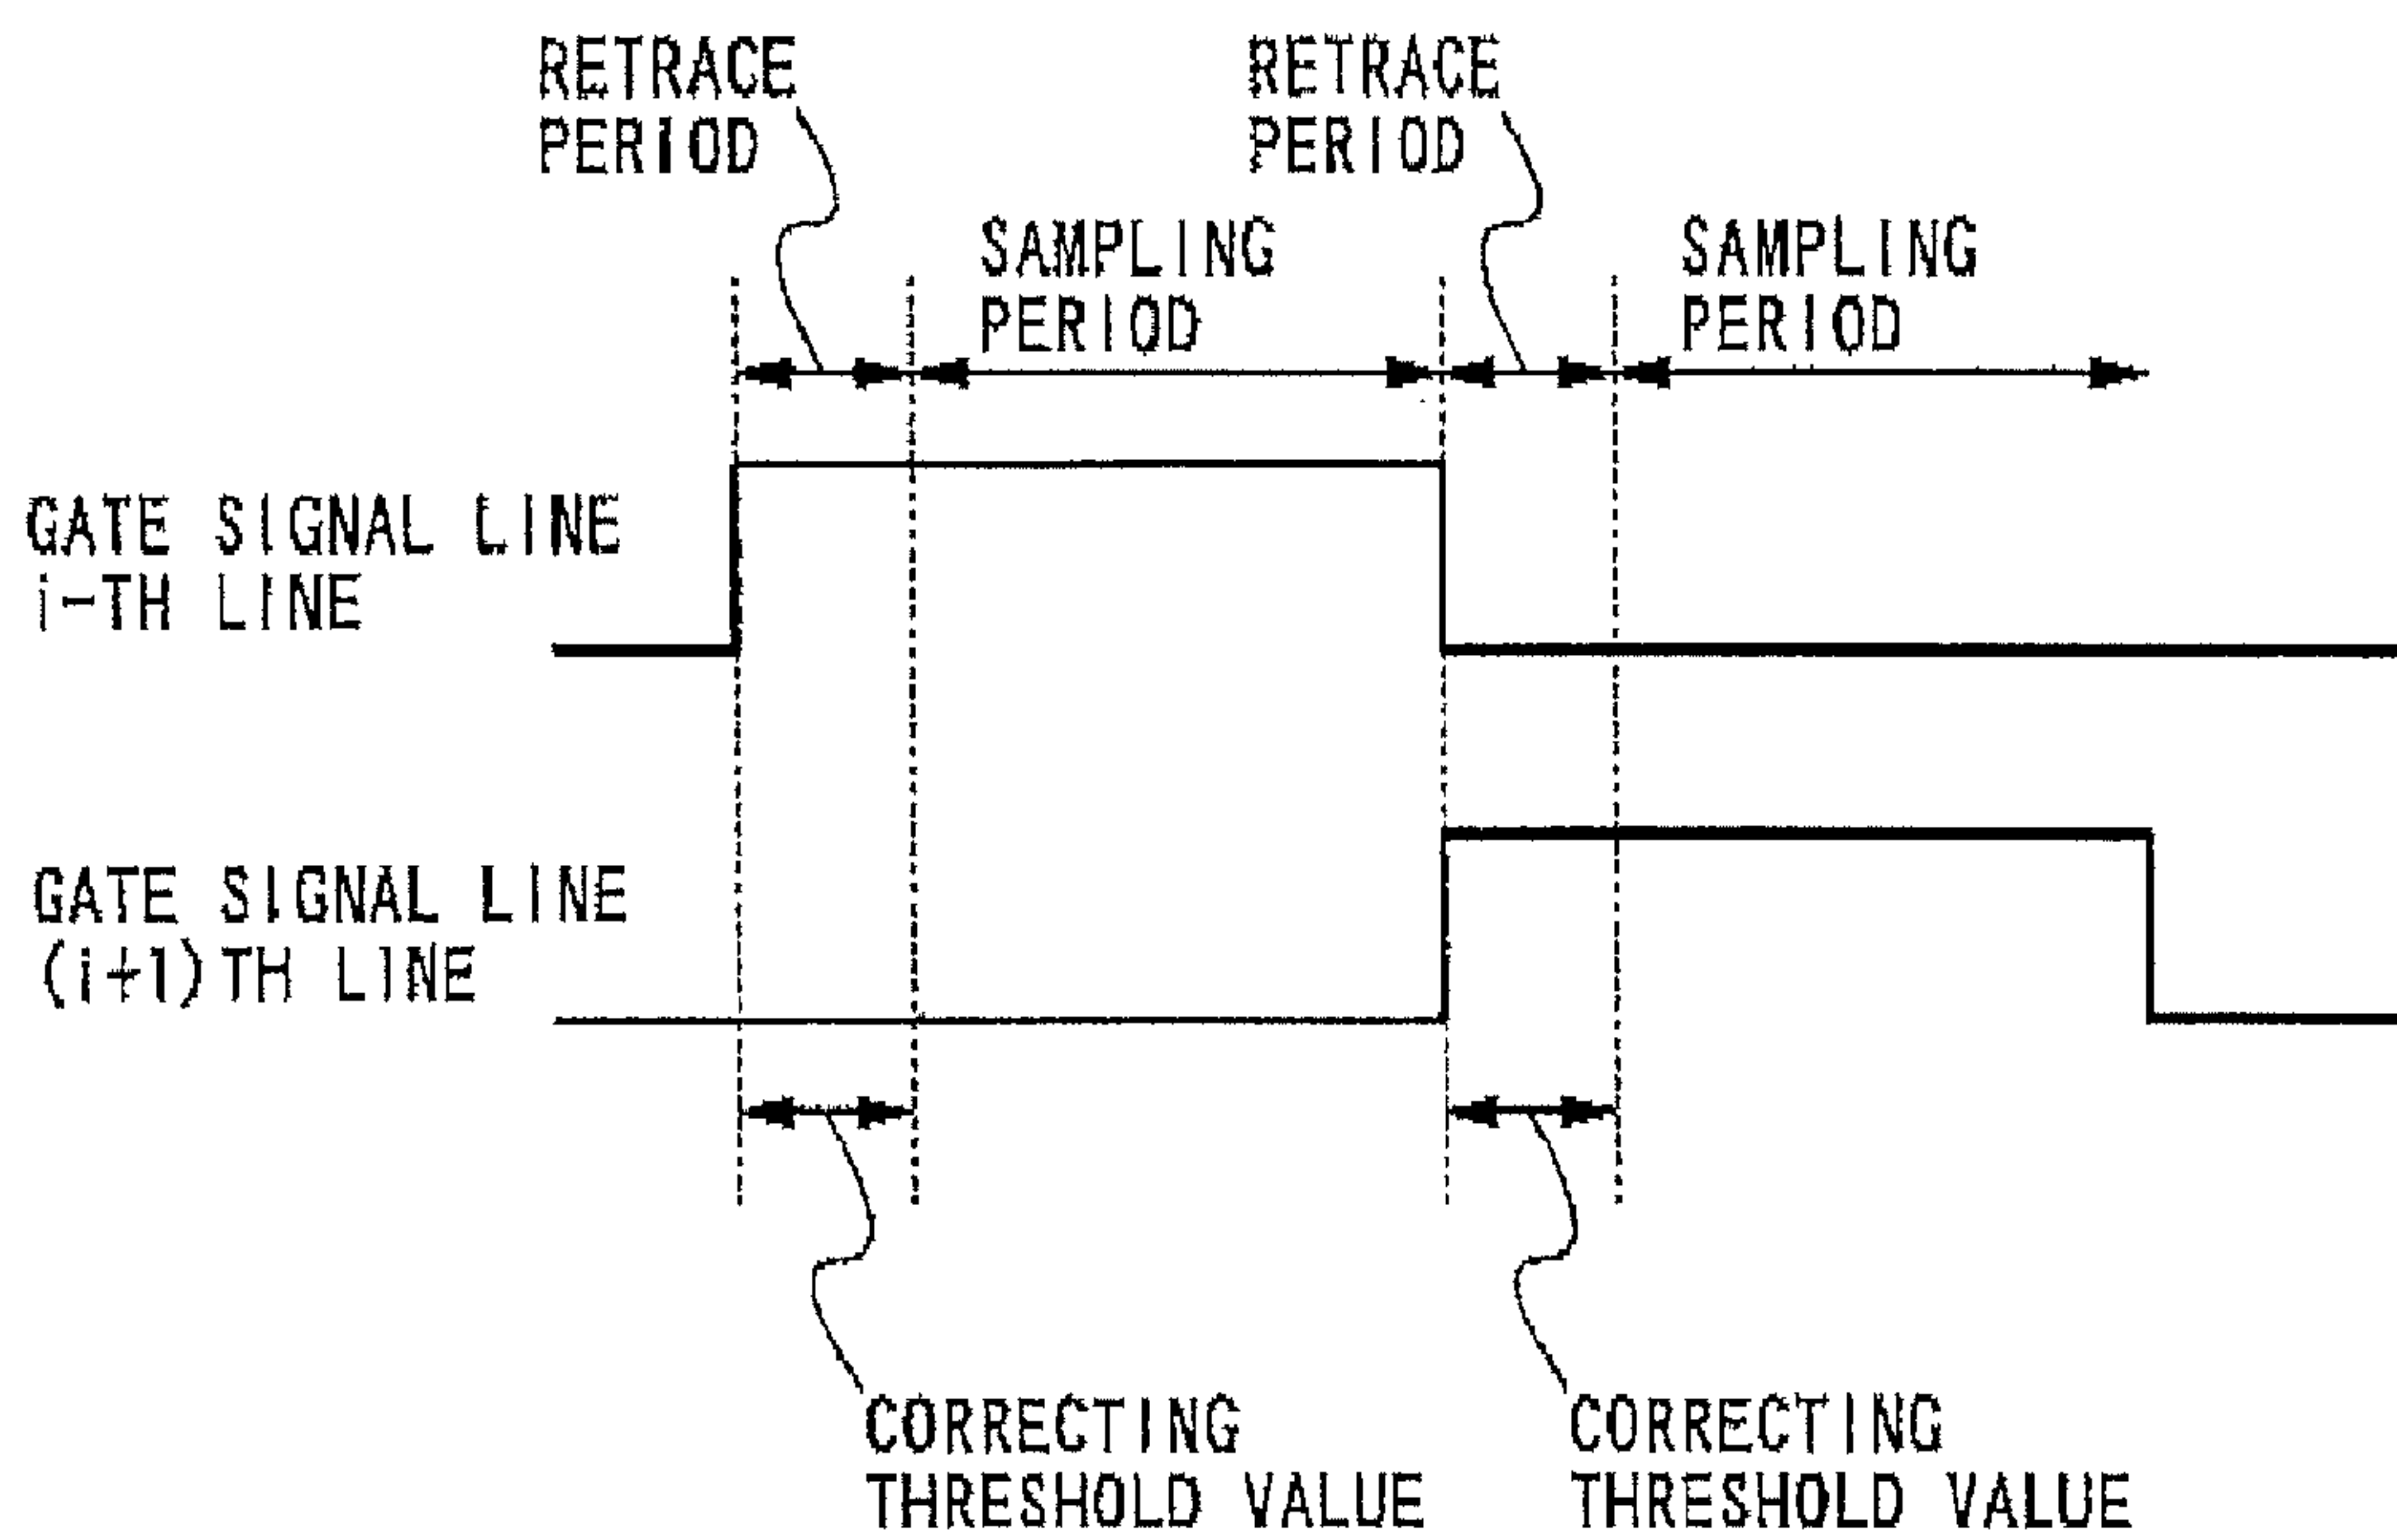 RETRACE
PERIOD
RETRACE
PERIOD
SAMPLING
PERIOD
SAMPLING
PERIOD
GATE SIGNAL LINE
i-TH LINE
GATE SIGNAL LINE
(i+1)TH LINE
CORRECTING
THRESHOLD VALUE
CORRECTING
THRESHOLD VALUE